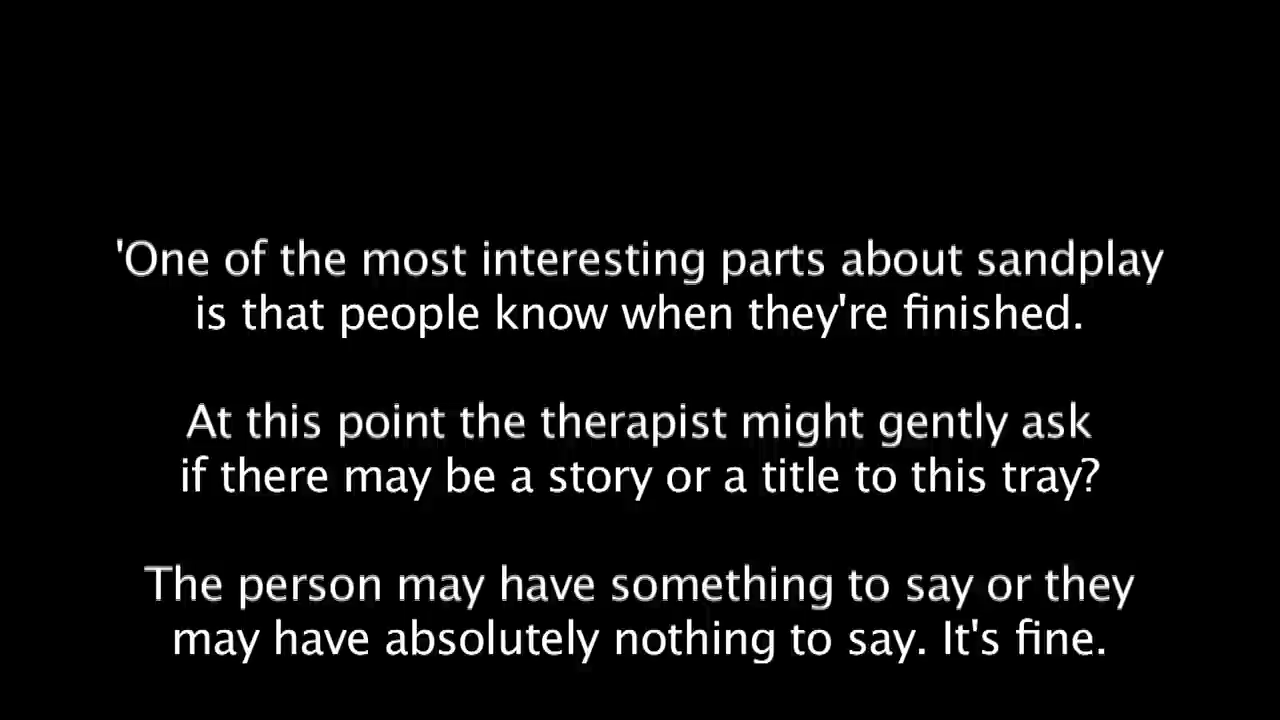 'One of the most interesting parts about sandplay
is that people know when they're finished.
At this point the therapist might gently ask
if there may be a story or a title to this tray?
The person may have something to say or they
may have absolutely nothing to say. It's fine.